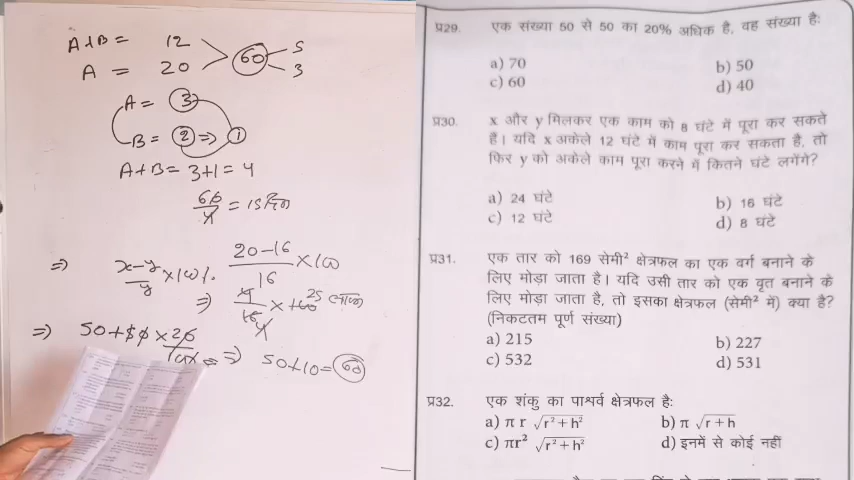 A+B = 12
60
5
A = 20
3
A = 3
B = 2 ⇒ 1
A+B = 3+1 = 4
60/4 = 15 दिन
⇒ x-y/y × 100%
20-16/16 × 100
⇒ 4/16 × 100 25 लाभ
⇒ 50 + 50 × 20/100 ⇒ 50+10 = 60
प्र29. एक संख्या 50 से 50 का 20% अधिक है, वह संख्या है:
a) 70 b) 50
c) 60 d) 40
प्र30. x और y मिलकर एक काम को 8 घंटे में पूरा कर सकते
हैं। यदि x अकेले 12 घंटे में काम पूरा कर सकता है, तो
फिर y को अकेले काम पूरा करने में कितने घंटे लगेंगे?
a) 24 घंटे b) 16 घंटे
c) 12 घंटे d) 8 घंटे
प्र31. एक तार को 169 सेमी² क्षेत्रफल का एक वर्ग बनाने के
लिए मोड़ा जाता है। यदि उसी तार को एक वृत बनाने के
लिए मोड़ा जाता है, तो इसका क्षेत्रफल (सेमी² में) क्या है?
(निकटतम पूर्ण संख्या)
a) 215 b) 227
c) 532 d) 531
प्र32. एक शंकु का पार्श्व क्षेत्रफल है:
a) π r √r²+h² b) π √r+h
c) πr² √r²+h² d) इनमें से कोई नहीं